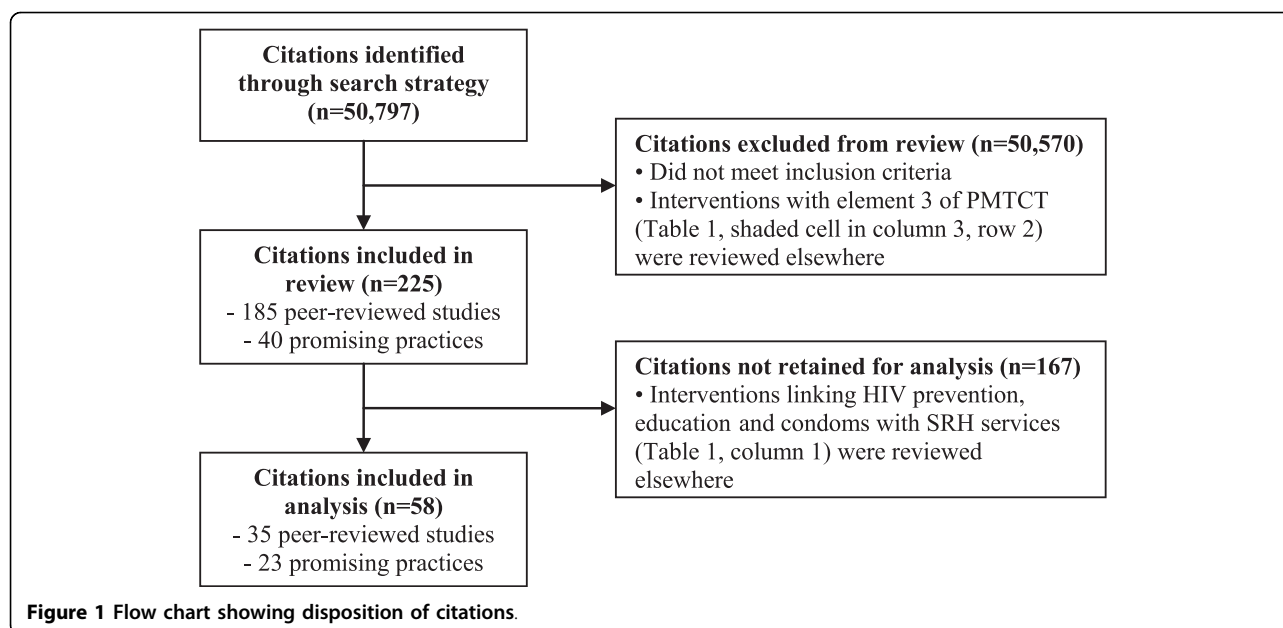 Citations identified
through search strategy
(n=50,797)
Citations excluded from review (n=50,570)
• Did not meet inclusion criteria
• Interventions with element 3 of PMTCT
(Table 1, shaded cell in column 3, row 2)
were reviewed elsewhere
Citations included in
review (n=225)
- 185 peer-reviewed studies
- 40 promising practices
Citations not retained for analysis (n=167)
• Interventions linking HIV prevention,
education and condoms with SRH services
(Table 1, column 1) were reviewed
elsewhere
Citations included in
analysis (n=58)
- 35 peer-reviewed studies
- 23 promising practices
Figure 1 Flow chart showing disposition of citations.